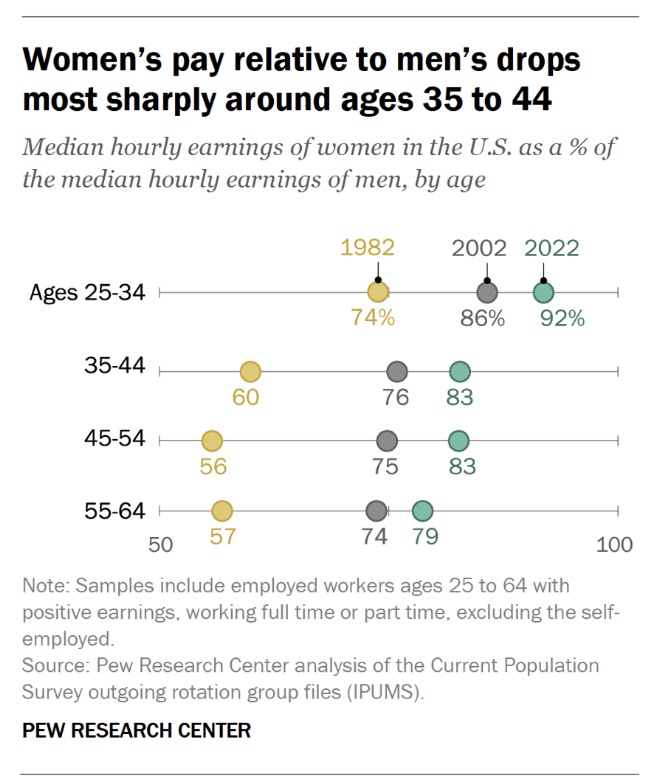 Women’s pay relative to men’s drops
most sharply around ages 35 to 44
Median hourly earnings of women in the U.S. as a % of
the median hourly earnings of men, by age
1982 2002 2022
Ages 25-34
74% 86% 92%
35-44
60 76 83
45-54
56 75 83
55-64
57 74 79
50 100
Note: Samples include employed workers ages 25 to 64 with
positive earnings, working full time or part time, excluding the self-
employed.
Source: Pew Research Center analysis of the Current Population
Survey outgoing rotation group files (IPUMS).
PEW RESEARCH CENTER